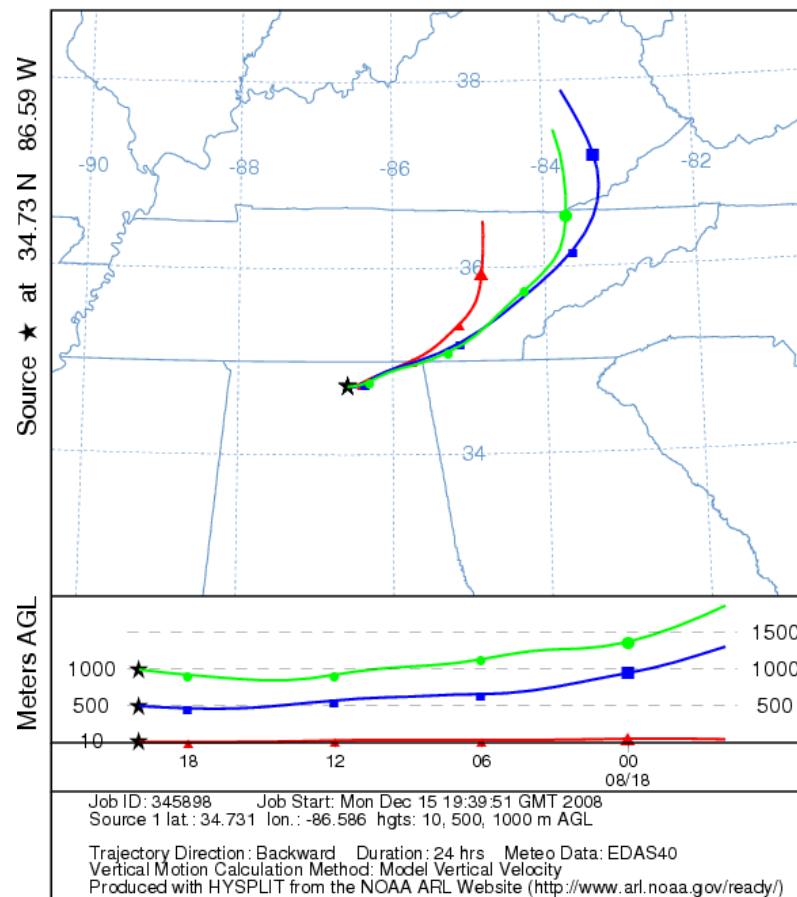 Source ★ at 34.73 N 86.59 W
38
-90
-88
-86
-84
-82
36
34
Meters AGL
1500
1000
1000
500
500
10
18
12
06
00
08/18
Job ID: 345898 Job Start: Mon Dec 15 19:39:51 GMT 2008
Source 1 lat.: 34.731 lon.: -86.586 hgts: 10, 500, 1000 m AGL
Trajectory Direction: Backward Duration: 24 hrs Meteo Data: EDAS40
Vertical Motion Calculation Method: Model Vertical Velocity
Produced with HYSPLIT from the NOAA ARL Website (http://www.arl.noaa.gov/ready/)